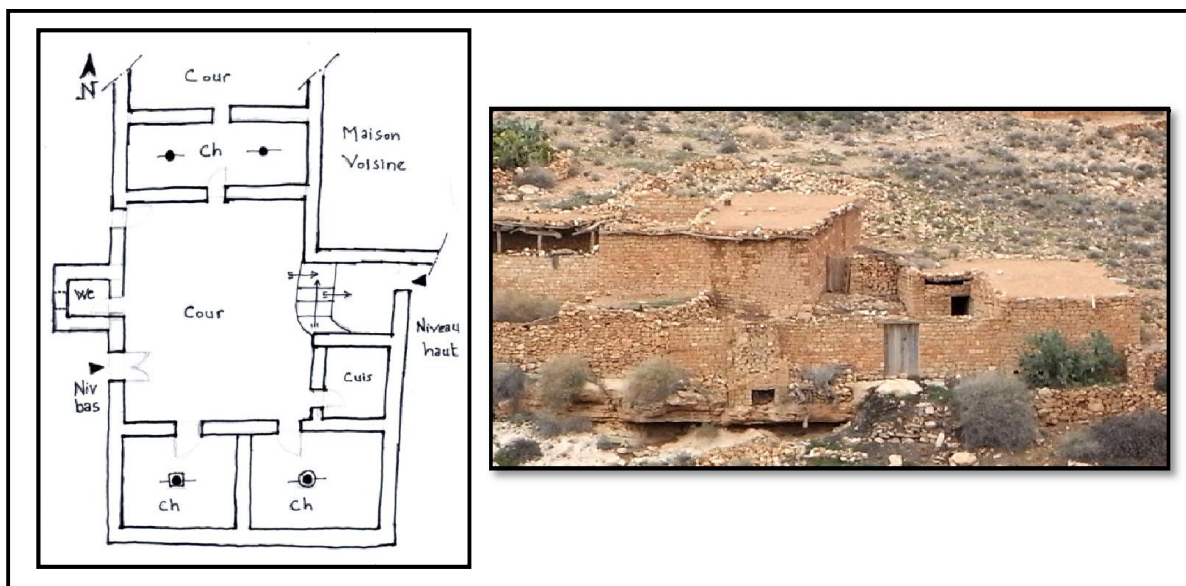 N
Cour
Ch
Maison
Voisine
WC
Cour
S
S
Niveau
haut
Niv
bas
Cuis
Ch
Ch